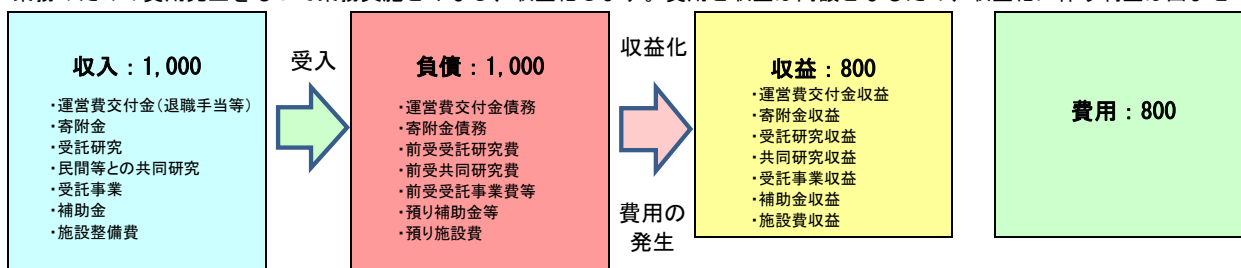 収入：1,000
・運営費交付金(退職手当等)
・寄附金
・受託研究
・民間等との共同研究
・受託事業
・補助金
・施設整備費
受入
負債：1,000
・運営費交付金債務
・寄附金債務
・前受受託研究費
・前受共同研究費
・前受受託事業費等
・預り補助金等
・預り施設費
収益化
費用の
発生
収益：800
・運営費交付金収益
・寄附金収益
・受託研究収益
・共同研究収益
・受託事業収益
・補助金収益
・施設費収益
費用：800